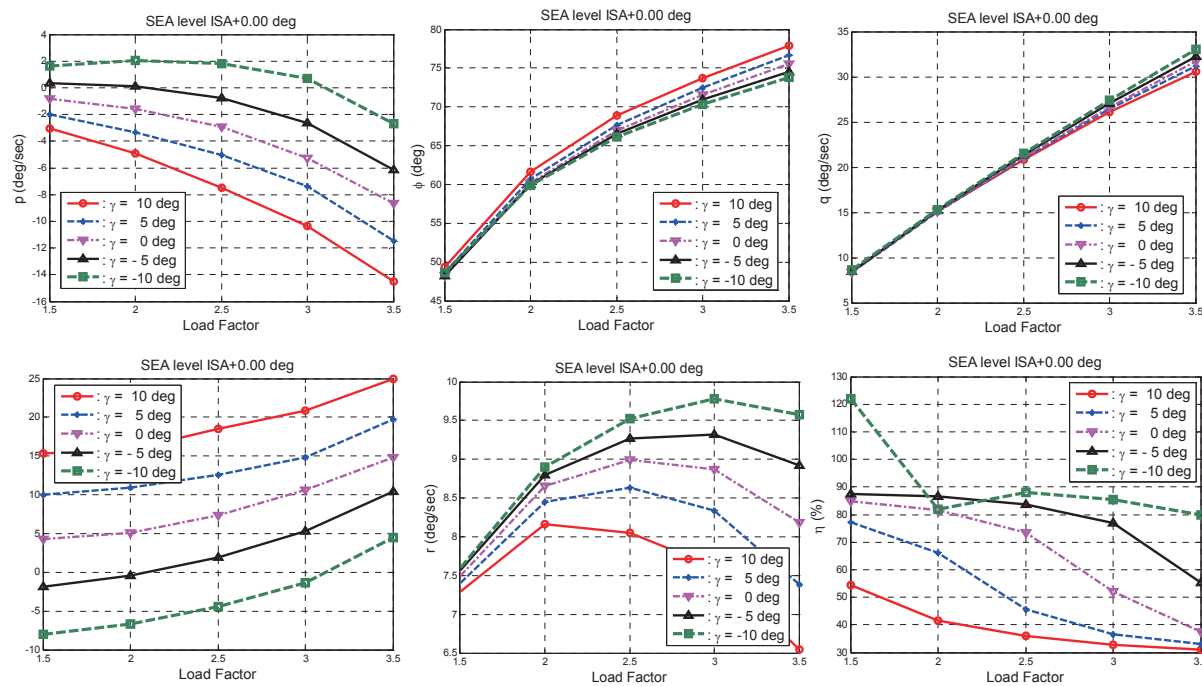 SEA level ISA+0.00 deg
p (deg/sec)
4
2
0
-2
-4
-6
-8
-10
-12
-14
-16
: γ = 10 deg
: γ = 5 deg
: γ = 0 deg
: γ = - 5 deg
: γ = -10 deg
1.5 2 2.5 3 3.5
Load Factor
SEA level ISA+0.00 deg
ϕ (deg)
80
75
70
65
60
55
50
45
: γ = 10 deg
: γ = 5 deg
: γ = 0 deg
: γ = - 5 deg
: γ = -10 deg
1.5 2 2.5 3 3.5
Load Factor
SEA level ISA+0.00 deg
q (deg/sec)
35
30
25
20
15
10
5
: γ = 10 deg
: γ = 5 deg
: γ = 0 deg
: γ = - 5 deg
: γ = -10 deg
1.5 2 2.5 3 3.5
Load Factor
SEA level ISA+0.00 deg
25
20
15
10
5
0
-5
-10
: γ = 10 deg
: γ = 5 deg
: γ = 0 deg
: γ = - 5 deg
: γ = -10 deg
1.5 2 2.5 3 3.5
Load Factor
SEA level ISA+0.00 deg
r (deg/sec)
10
9.5
9
8.5
8
7.5
7
6.5
: γ = 10 deg
: γ = 5 deg
: γ = 0 deg
: γ = - 5 deg
: γ = -10 deg
1.5 2 2.5 3 3.5
Load Factor
SEA level ISA+0.00 deg
η (%)
130
120
110
100
90
80
70
60
50
40
30
: γ = 10 deg
: γ = 5 deg
: γ = 0 deg
: γ = - 5 deg
: γ = -10 deg
1.5 2 2.5 3 3.5
Load Factor